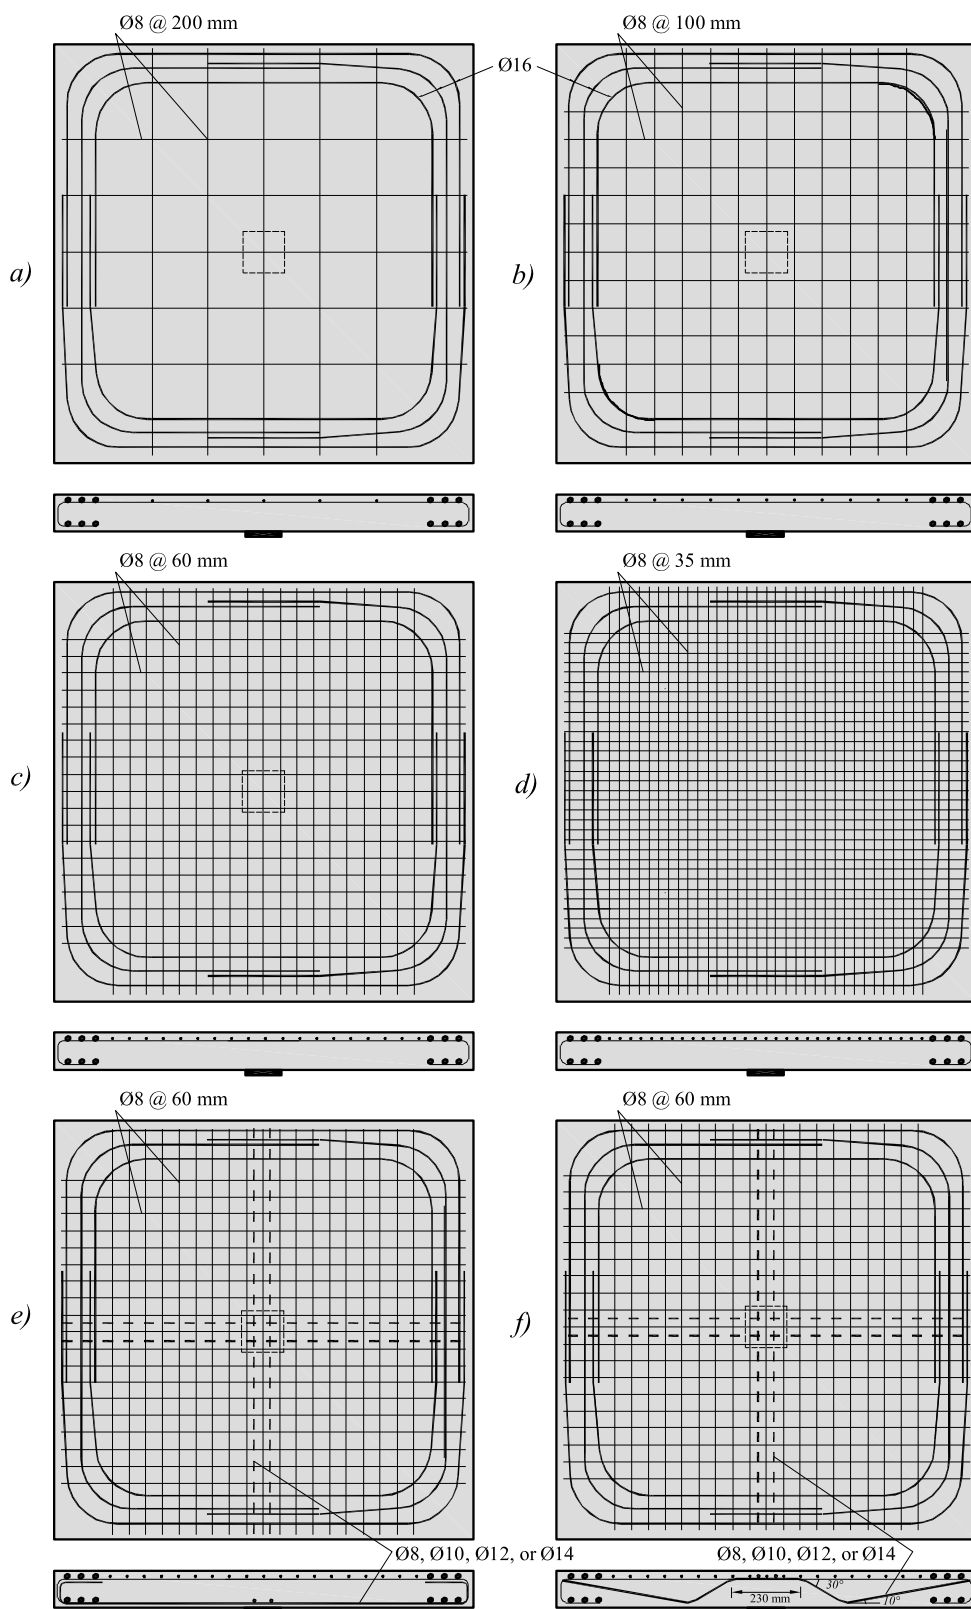 Ø8 @ 200 mm
Ø8 @ 100 mm
Ø16
a)
b)
Ø8 @ 60 mm
Ø8 @ 35 mm
c)
d)
Ø8 @ 60 mm
Ø8 @ 60 mm
e)
f)
Ø8, Ø10, Ø12, or Ø14
Ø8, Ø10, Ø12, or Ø14
230 mm
30°
10°